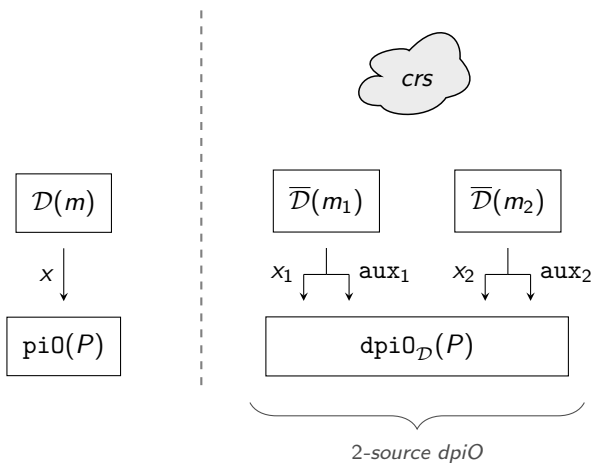 crs
𝒟(m)
x
piO(P)
𝒟̅(m₁)
𝒟̅(m₂)
x₁
aux₁
x₂
aux₂
dpiO_𝒟(P)
2-source dpiO